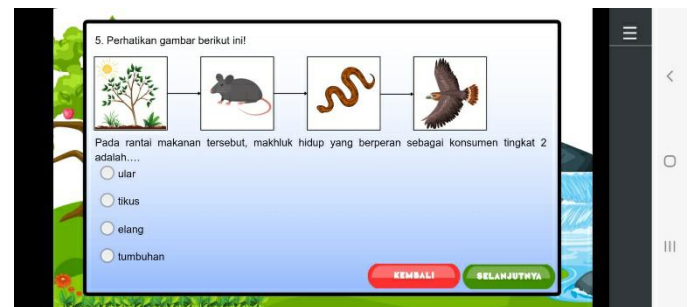 5. Perhatikan gambar berikut ini!
Pada rantai makanan tersebut, makhluk hidup yang berperan sebagai konsumen tingkat 2
adalah....
ular
tikus
elang
tumbuhan
KEMBALI
SELANJUTNYA